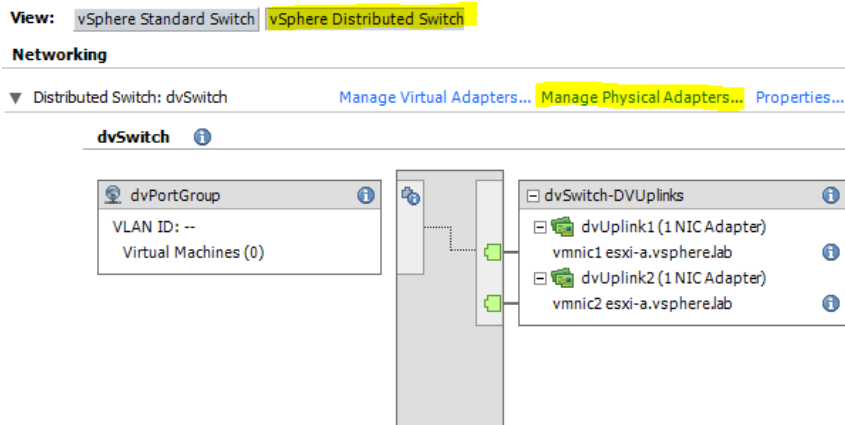 View: vSphere Standard Switch vSphere Distributed Switch
Networking
Distributed Switch: dvSwitch Manage Virtual Adapters... Manage Physical Adapters... Properties...
dvSwitch
dvPortGroup
VLAN ID: --
Virtual Machines (0)
dvSwitch-DVUplinks
dvUplink1 (1 NIC Adapter)
vmnic1 esxi-a.vsphere.lab
dvUplink2 (1 NIC Adapter)
vmnic2 esxi-a.vsphere.lab